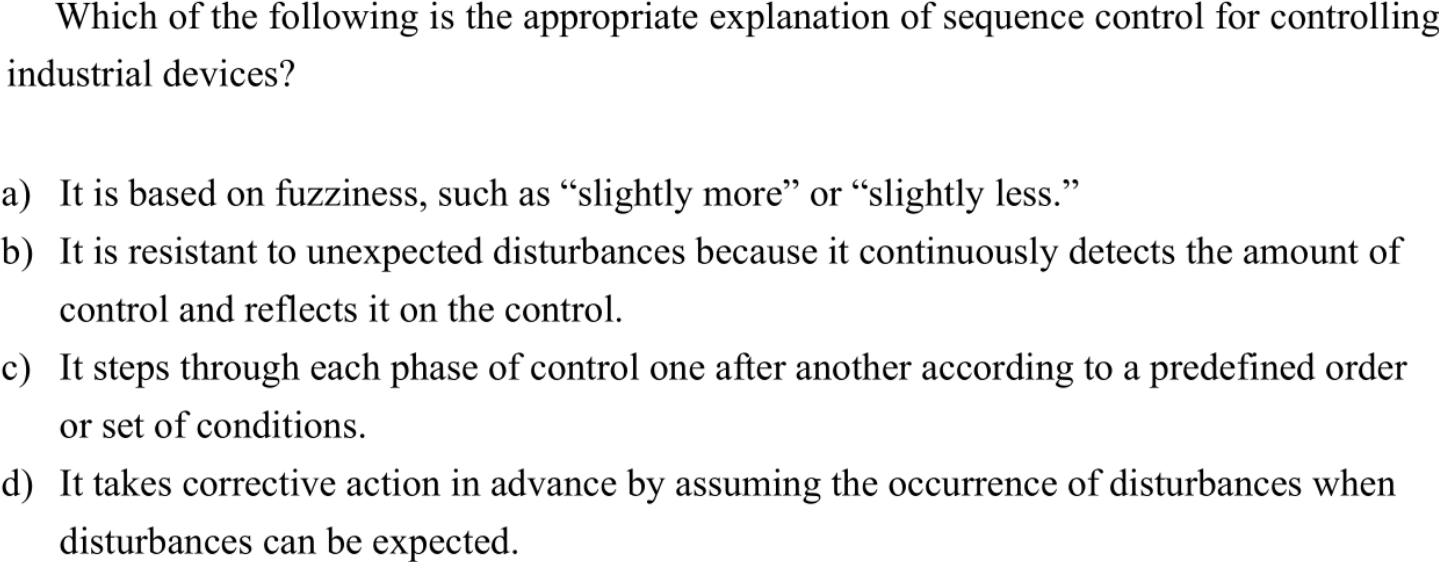 Which of the following is the appropriate explanation of sequence control for controlling
industrial devices?
a) It is based on fuzziness, such as “slightly more” or “slightly less.”
b) It is resistant to unexpected disturbances because it continuously detects the amount of
control and reflects it on the control.
c) It steps through each phase of control one after another according to a predefined order
or set of conditions.
d) It takes corrective action in advance by assuming the occurrence of disturbances when
disturbances can be expected.